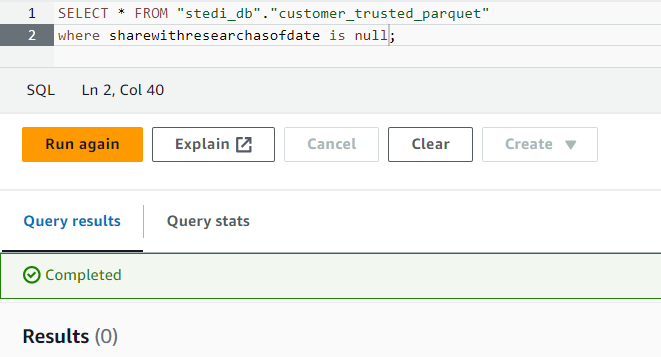 1 SELECT * FROM "stedi_db"."customer_trusted_parquet"
2 where sharewithresearchasofdate is null;
SQL Ln 2, Col 40
Run again Explain Cancel Clear Create
Query results Query stats
Completed
Results (0)